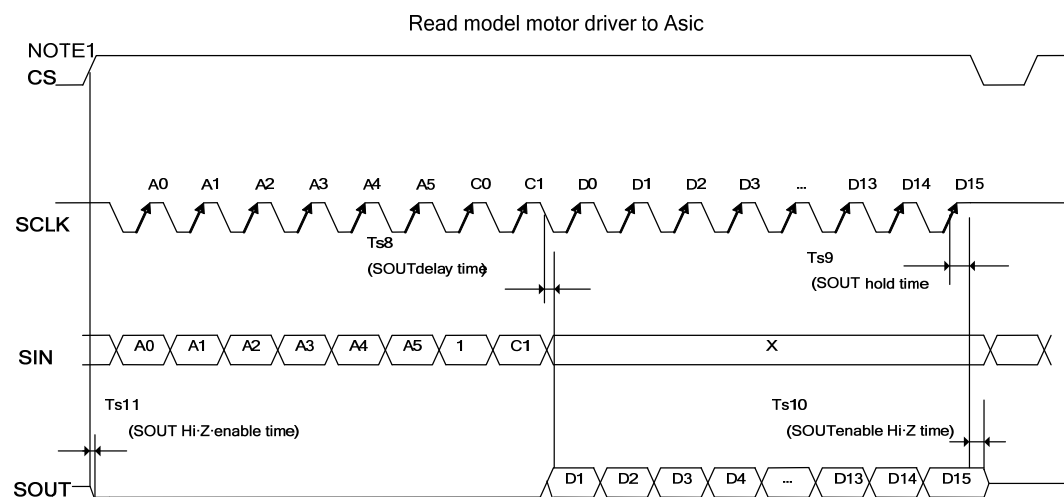 Read model motor driver to Asic
NOTE1
CS
A0 A1 A2 A3 A4 A5 C0 C1 D0 D1 D2 D3 ... D13 D14 D15
SCLK
Ts8
(SOUTdelay time)
Ts9
(SOUT hold time
SIN
A0 A1 A2 A3 A4 A5 1 C1 X
Ts11
(SOUT Hi-Z-enable time)
Ts10
(SOUTenable Hi-Z time)
SOUT
D1 D2 D3 D4 ... D13 D14 D15